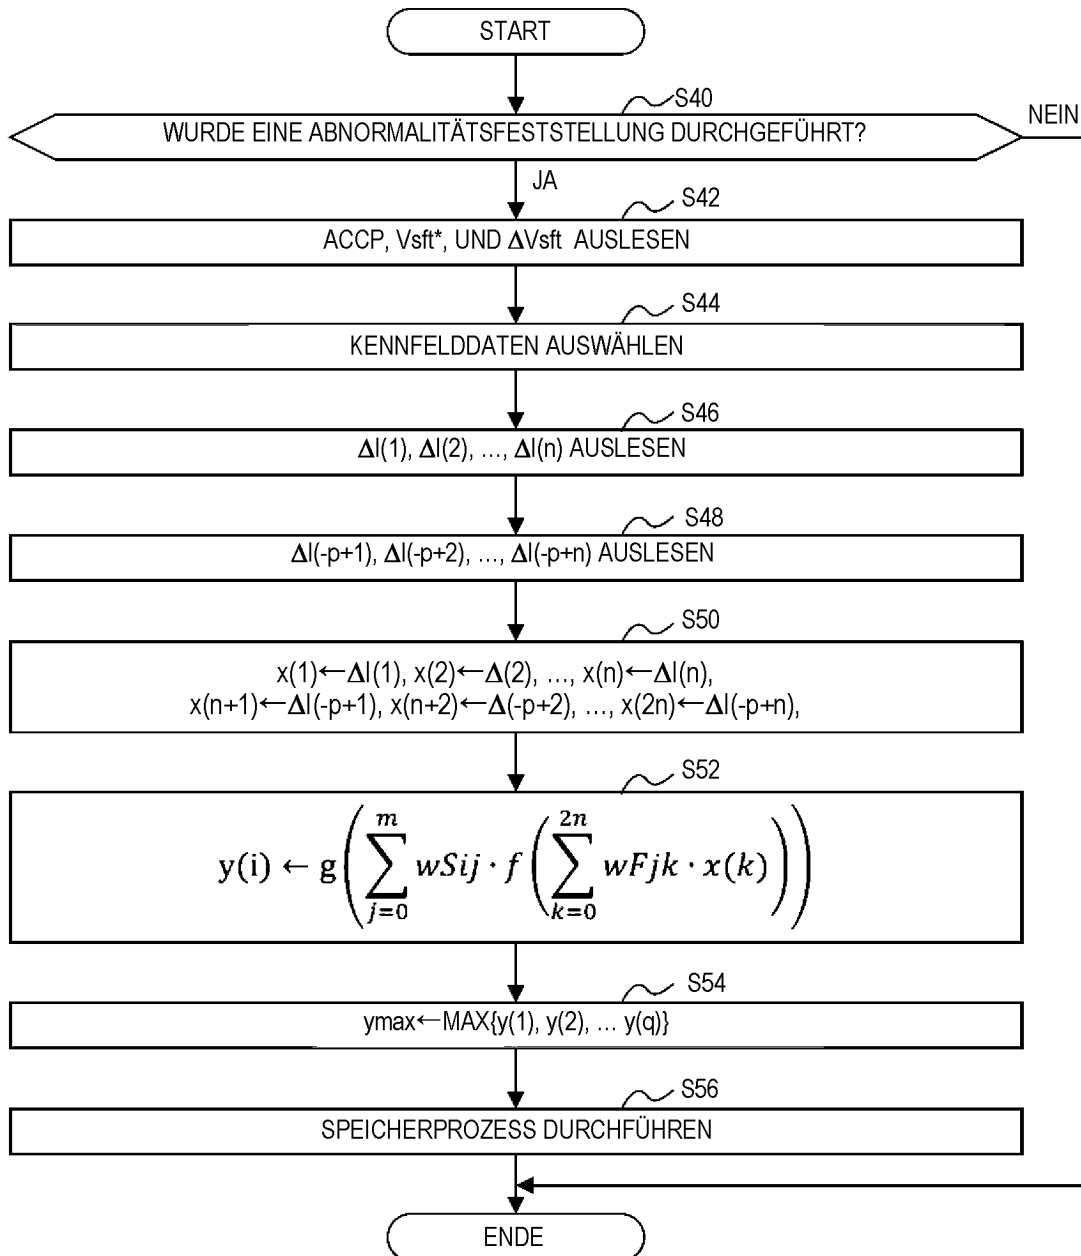 START
S40
WURDE EINE ABNORMALITÄTSFESTSTELLUNG DURCHGEFÜHRT?
NEIN
JA
S42
ACCP, Vsft*, UND ΔVsft AUSLESEN
S44
KENNFELDDATEN AUSWÄHLEN
S46
ΔI(1), ΔI(2), ..., ΔI(n) AUSLESEN
S48
ΔI(-p+1), ΔI(-p+2), ..., ΔI(-p+n) AUSLESEN
S50
x(1)←ΔI(1), x(2)←Δ(2), ..., x(n)←ΔI(n),
x(n+1)←ΔI(-p+1), x(n+2)←Δ(-p+2), ..., x(2n)←ΔI(-p+n),
S52
y(i) ← g(∑_{j=0}^{m} wSij · f(∑_{k=0}^{2n} wFjk · x(k)))
S54
ymax←MAX{y(1), y(2), ... y(q)}
S56
SPEICHERPROZESS DURCHFÜHREN
ENDE